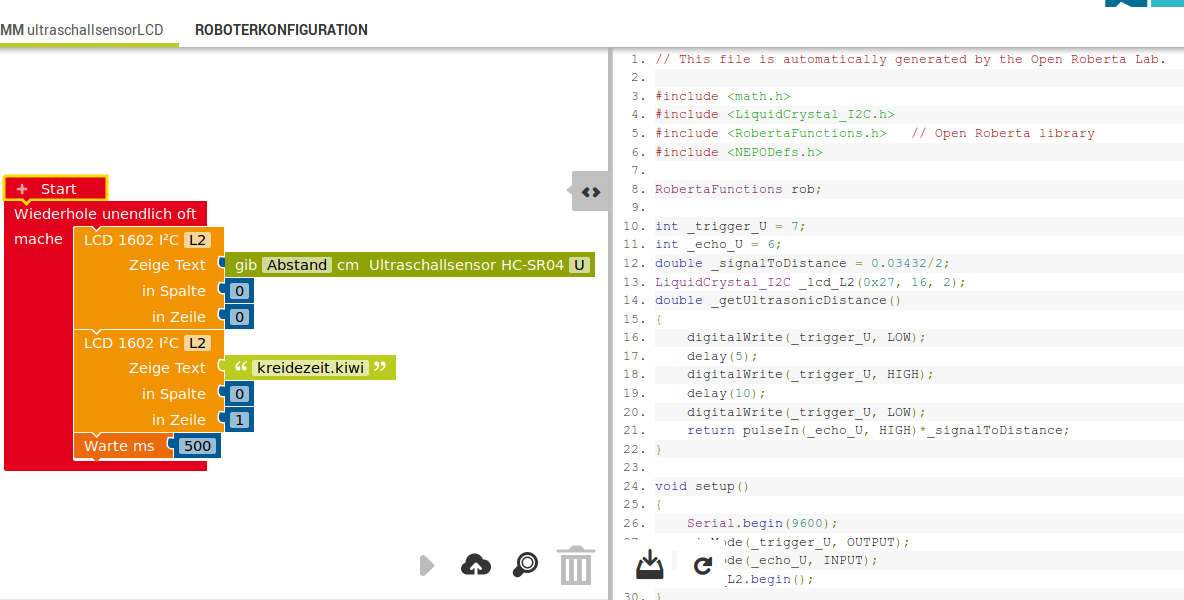 MM ultraschallsensorLCD
ROBOTERKONFIGURATION
+ Start
Wiederhole unendlich oft
mache
LCD 1602 I²C L2
Zeige Text
gib Abstand cm Ultraschallsensor HC-SR04 U
in Spalte 0
in Zeile 0
LCD 1602 I²C L2
Zeige Text “ kreidezeit.kiwi ”
in Spalte 0
in Zeile 1
Warte ms 500
1. // This file is automatically generated by the Open Roberta Lab.
2.
3. #include <math.h>
4. #include <LiquidCrystal_I2C.h>
5. #include <RobertaFunctions.h>   // Open Roberta library
6. #include <NEPODefs.h>
7.
8. RobertaFunctions rob;
9.
10. int _trigger_U = 7;
11. int _echo_U = 6;
12. double _signalToDistance = 0.03432/2;
13. LiquidCrystal_I2C _lcd_L2(0x27, 16, 2);
14. double _getUltrasonicDistance()
15. {
16.     digitalWrite(_trigger_U, LOW);
17.     delay(5);
18.     digitalWrite(_trigger_U, HIGH);
19.     delay(10);
20.     digitalWrite(_trigger_U, LOW);
21.     return pulseIn(_echo_U, HIGH)*_signalToDistance;
22. }
23.
24. void setup()
25. {
26.     Serial.begin(9600);
Mode(_trigger_U, OUTPUT);
de(_echo_U, INPUT);
_L2.begin();
30. }